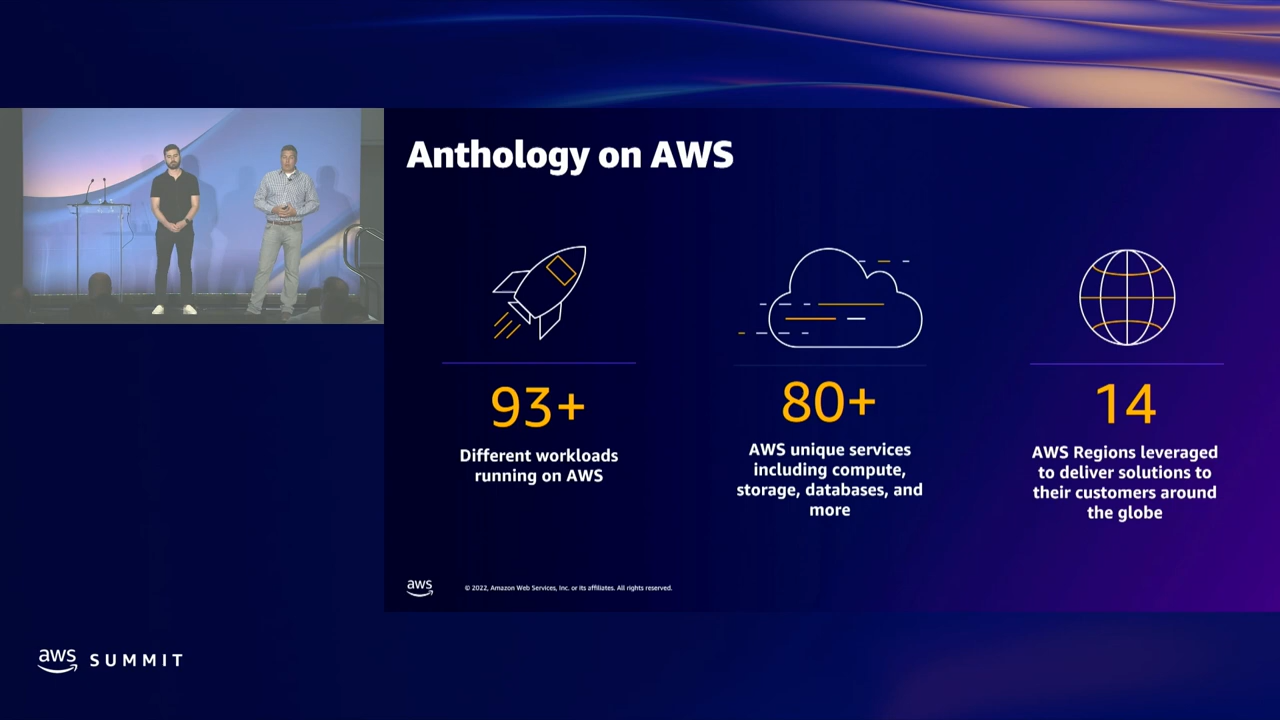 Anthology on AWS
93+
Different workloads
running on AWS
80+
AWS unique services
including compute,
storage, databases, and
more
14
AWS Regions leveraged
to deliver solutions to
their customers around
the globe
aws
© 2022, Amazon Web Services, Inc. or its affiliates. All rights reserved.
aws SUMMIT